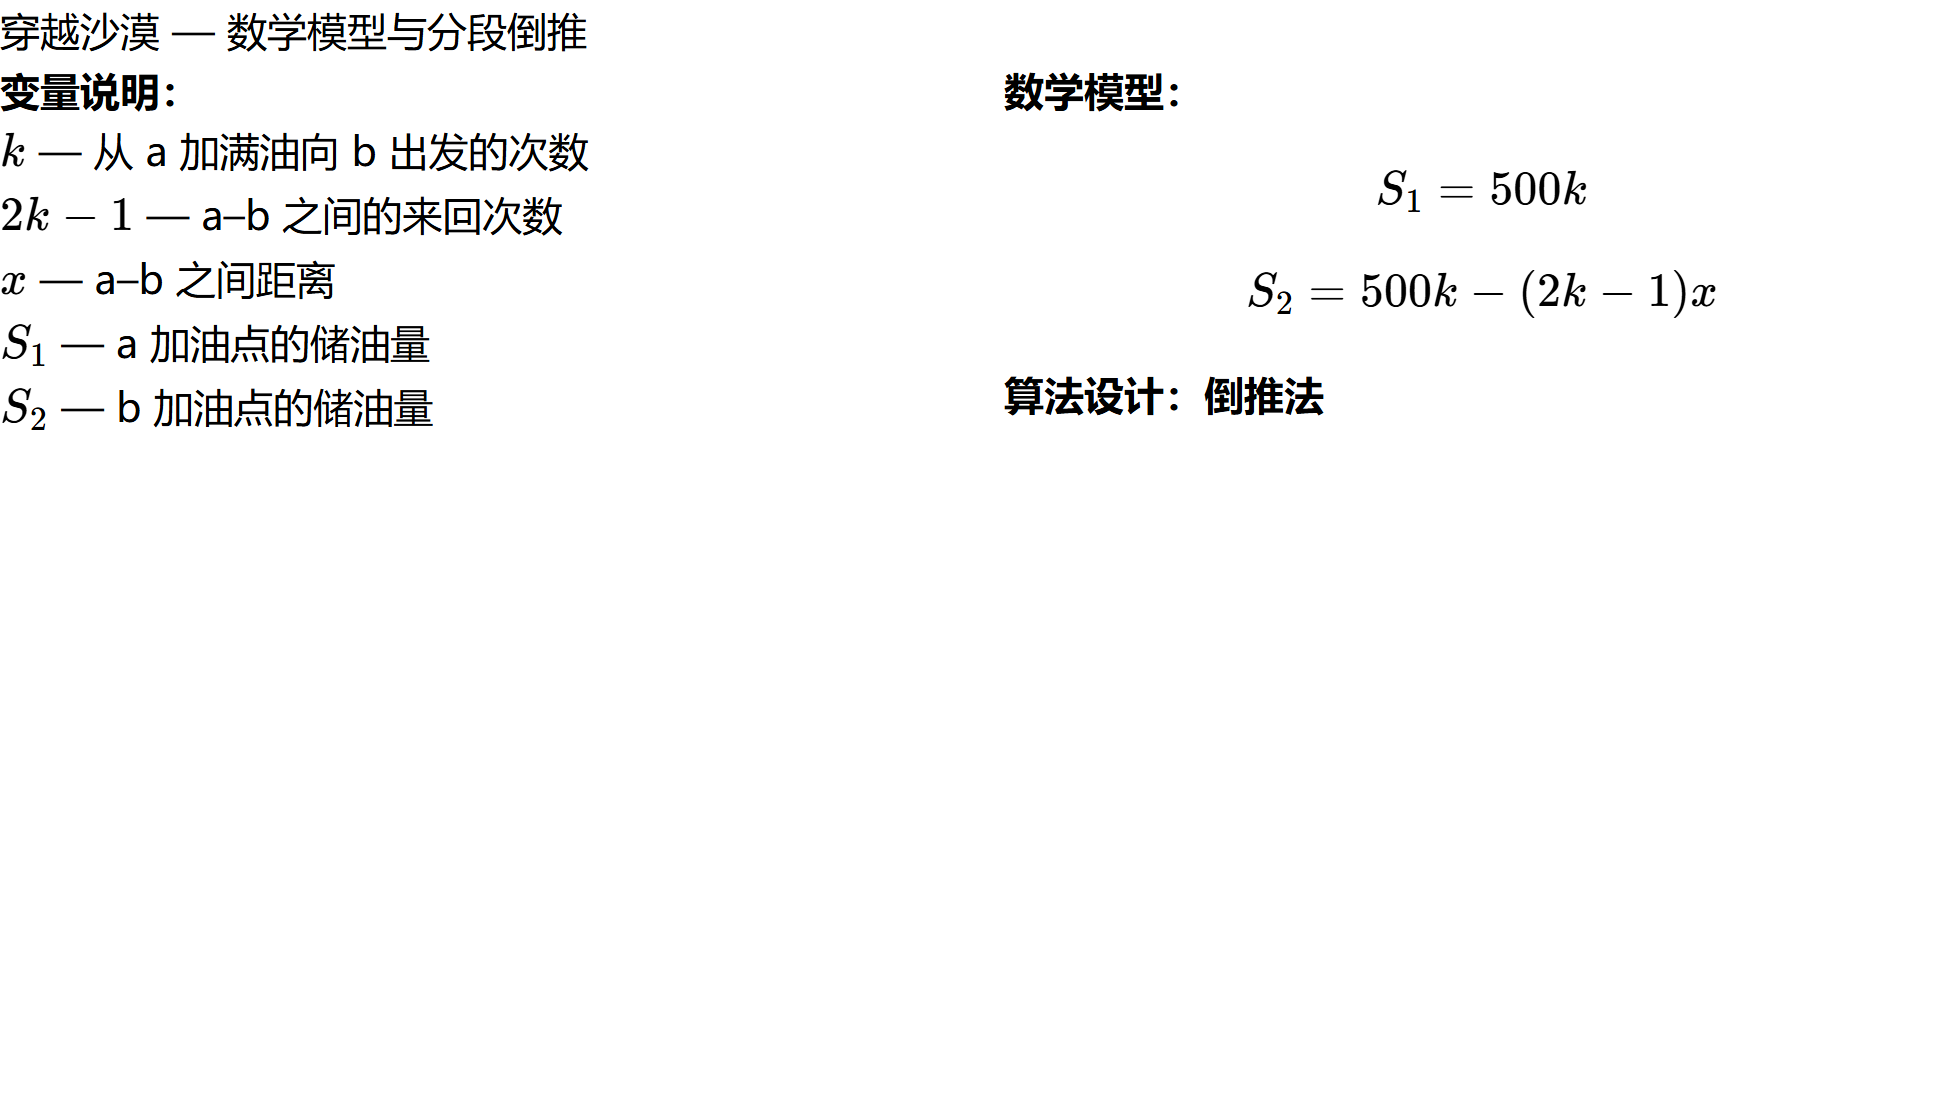 穿越沙漠 — 数学模型与分段倒推
变量说明：
k — 从 a 加满油向 b 出发的次数
2k − 1 — a–b 之间的来回次数
x — a–b 之间距离
S₁ — a 加油点的储油量
S₂ — b 加油点的储油量
数学模型：
S₁ = 500k
S₂ = 500k − (2k − 1)x
算法设计：倒推法